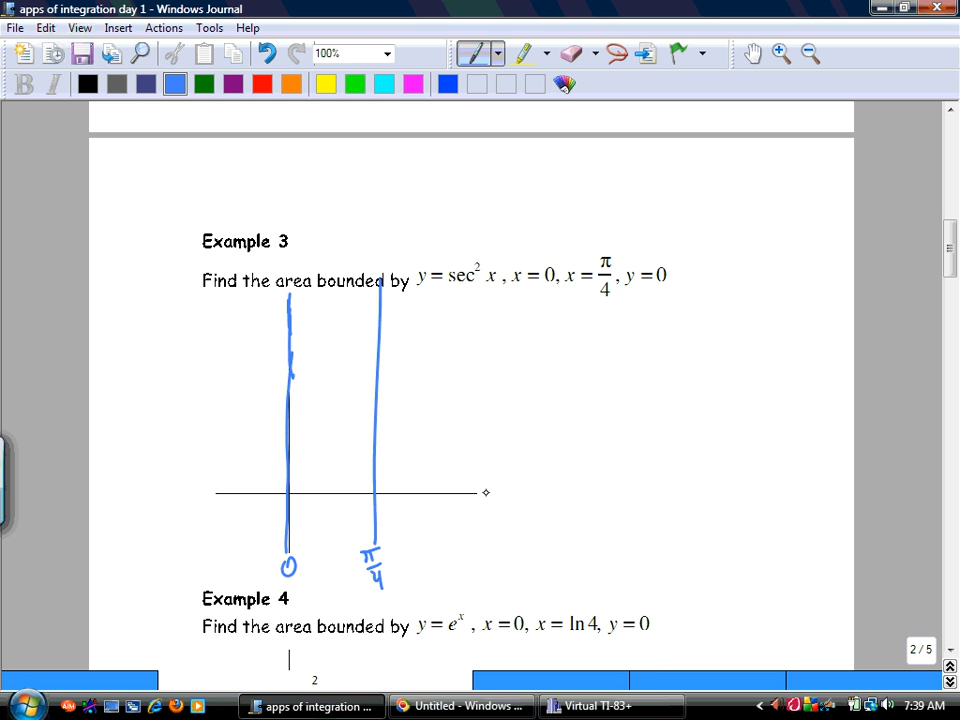 apps of integration day 1 - Windows Journal
File Edit View Insert Actions Tools Help
100%
B I
Example 3
Find the area bounded by y = sec² x , x = 0, x = π/4 , y = 0
0 π/4
Example 4
Find the area bounded by y = eˣ , x = 0, x = ln 4, y = 0
2 / 5
2
apps of integration ... Untitled - Windows ... Virtual TI-83+ 7:39 AM